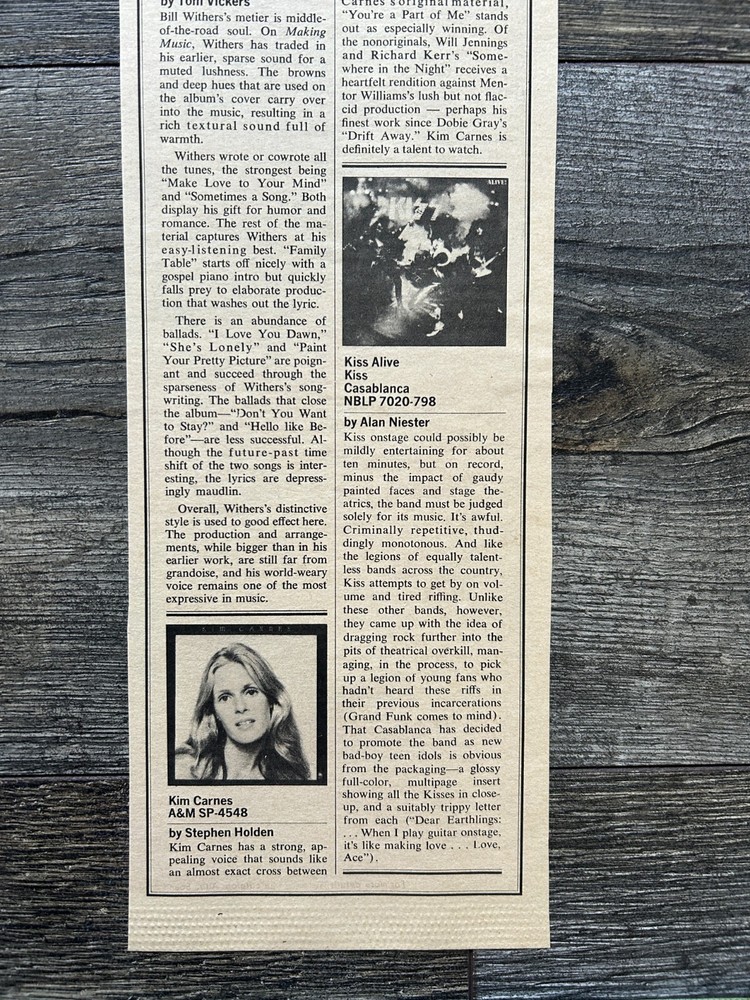 by Tom Vickers
Bill Withers's metier is middle-
of-the-road soul. On Making
Music, Withers has traded in
his earlier, sparse sound for a
muted lushness. The browns
and deep hues that are used on
the album's cover carry over
into the music, resulting in a
rich textural sound full of
warmth.
Withers wrote or cowrote all
the tunes, the strongest being
“Make Love to Your Mind”
and “Sometimes a Song.” Both
display his gift for humor and
romance. The rest of the ma-
terial captures Withers at his
easy-listening best. “Family
Table” starts off nicely with a
gospel piano intro but quickly
falls prey to elaborate produc-
tion that washes out the lyric.
There is an abundance of
ballads. “I Love You Dawn,”
“She's Lonely” and “Paint
Your Pretty Picture” are poign-
ant and succeed through the
sparseness of Withers's song-
writing. The ballads that close
the album—“Don't You Want
to Stay?” and “Hello like Be-
fore”—are less successful. Al-
though the future-past time
shift of the two songs is inter-
esting, the lyrics are depress-
ingly maudlin.
Overall, Withers's distinctive
style is used to good effect here.
The production and arrange-
ments, while bigger than in his
earlier work, are still far from
grandoise, and his world-weary
voice remains one of the most
expressive in music.
KIM CARNES
Kim Carnes
A&M SP-4548
by Stephen Holden
Kim Carnes has a strong, ap-
pealing voice that sounds like
an almost exact cross between
Carnes's original material,
“You're a Part of Me” stands
out as especially winning. Of
the nonoriginals, Will Jennings
and Richard Kerr's “Some-
where in the Night” receives a
heartfelt rendition against Men-
tor Williams's lush but not flac-
cid production — perhaps his
finest work since Dobie Gray's
“Drift Away.” Kim Carnes is
definitely a talent to watch.
ALIVE!
KISS
Kiss Alive
Kiss
Casablanca
NBLP 7020-798
by Alan Niester
Kiss onstage could possibly be
mildly entertaining for about
ten minutes, but on record,
minus the impact of gaudy
painted faces and stage the-
atrics, the band must be judged
solely for its music. It's awful.
Criminally repetitive, thud-
dingly monotonous. And like
the legions of equally talent-
less bands across the country,
Kiss attempts to get by on vol-
ume and tired riffing. Unlike
these other bands, however,
they came up with the idea of
dragging rock further into the
pits of theatrical overkill, man-
aging, in the process, to pick
up a legion of young fans who
hadn't heard these riffs in
their previous incarcerations
(Grand Funk comes to mind).
That Casablanca has decided
to promote the band as new
bad-boy teen idols is obvious
from the packaging—a glossy
full-color, multipage insert
showing all the Kisses in close-
up, and a suitably trippy letter
from each (“Dear Earthlings:
. . . When I play guitar onstage,
it's like making love . . . Love,
Ace”).